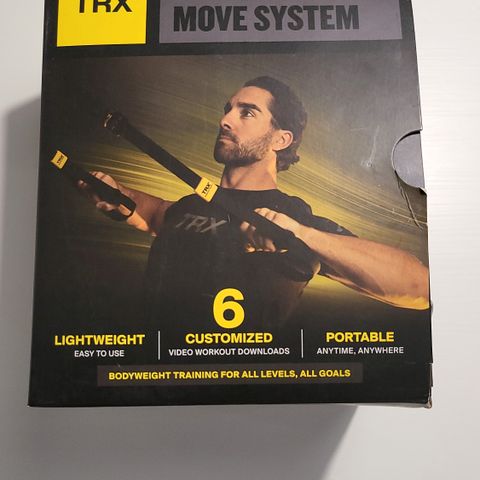 TRX
MOVE SYSTEM
TRX
TRX
6
LIGHTWEIGHT
EASY TO USE
CUSTOMIZED
VIDEO WORKOUT DOWNLOADS
PORTABLE
ANYTIME, ANYWHERE
BODYWEIGHT TRAINING FOR ALL LEVELS, ALL GOALS